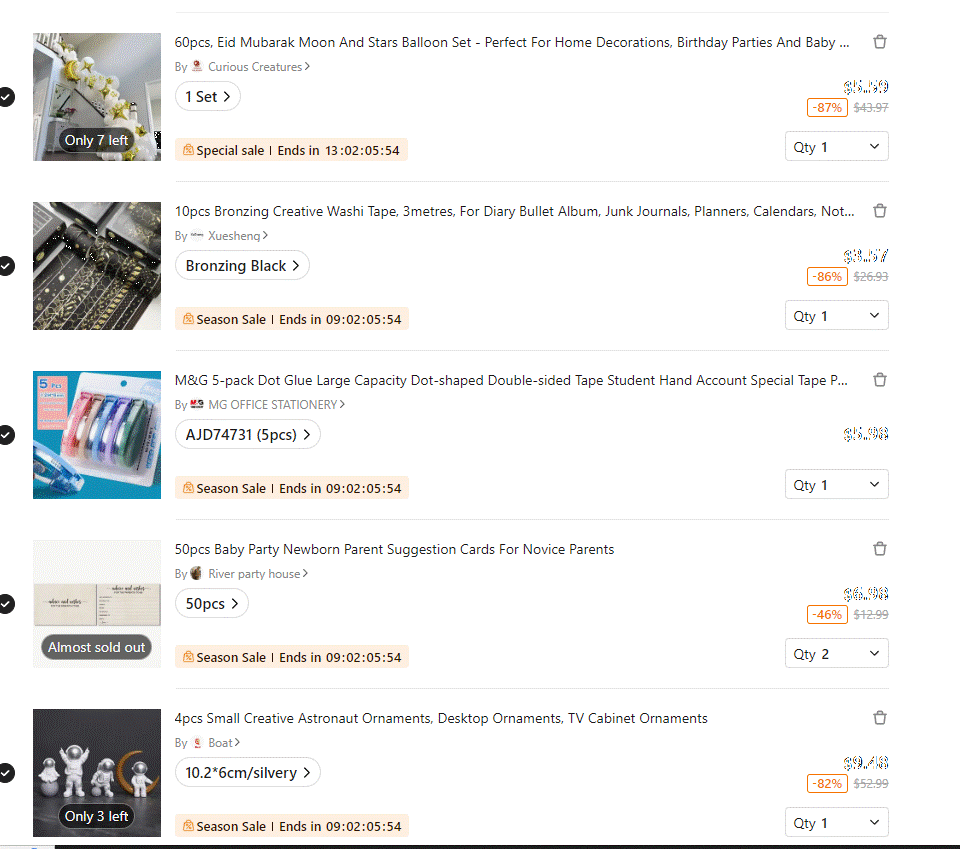 60pcs, Eid Mubarak Moon And Stars Balloon Set - Perfect For Home Decorations, Birthday Parties And Baby ...
By Curious Creatures >
1 Set >
$5.59
-87% $43.97
Only 7 left
Special sale | Ends in 13:02:05:54
Qty 1
10pcs Bronzing Creative Washi Tape, 3metres, For Diary Bullet Album, Junk Journals, Planners, Calendars, Not...
By Xuesheng >
Bronzing Black >
$3.57
-86% $26.93
Season Sale | Ends in 09:02:05:54
Qty 1
M&G 5-pack Dot Glue Large Capacity Dot-shaped Double-sided Tape Student Hand Account Special Tape P...
By MG OFFICE STATIONERY >
AJD74731 (5pcs) >
$5.98
5 Pcs
Season Sale | Ends in 09:02:05:54
Qty 1
50pcs Baby Party Newborn Parent Suggestion Cards For Novice Parents
By River party house >
50pcs >
$6.98
-46% $12.99
Almost sold out
Season Sale | Ends in 09:02:05:54
Qty 2
4pcs Small Creative Astronaut Ornaments, Desktop Ornaments, TV Cabinet Ornaments
By Boat >
10.2*6cm/silvery >
$9.48
-82% $52.99
Only 3 left
Season Sale | Ends in 09:02:05:54
Qty 1